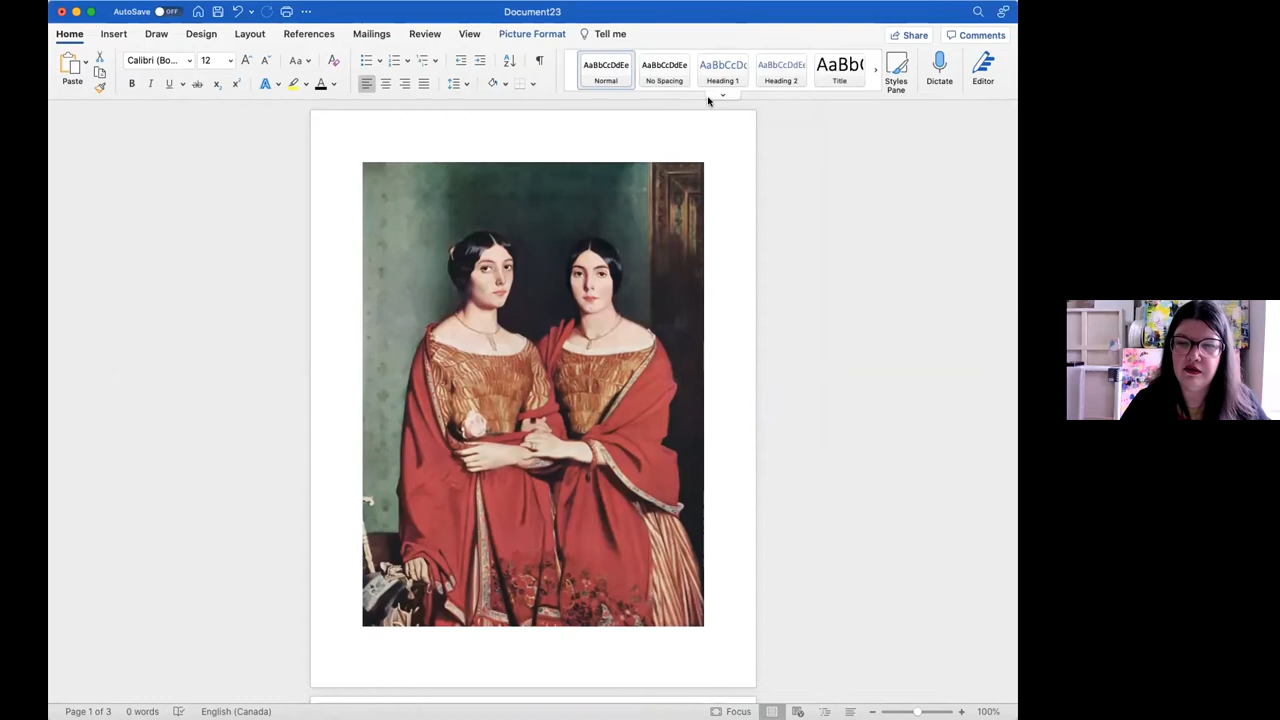 AutoSave OFF
Document23
Home Insert Draw Design Layout References Mailings Review View Picture Format Tell me
Share Comments
Paste
Calibri (Bo... 12
AaBbCcDdEe AaBbCcDdEe AaBbCcDc AaBbCcDdEe AaBb(
Normal No Spacing Heading 1 Heading 2 Title
Styles
Pane
Dictate
Editor
Page 1 of 3 0 words English (Canada) Focus 100%